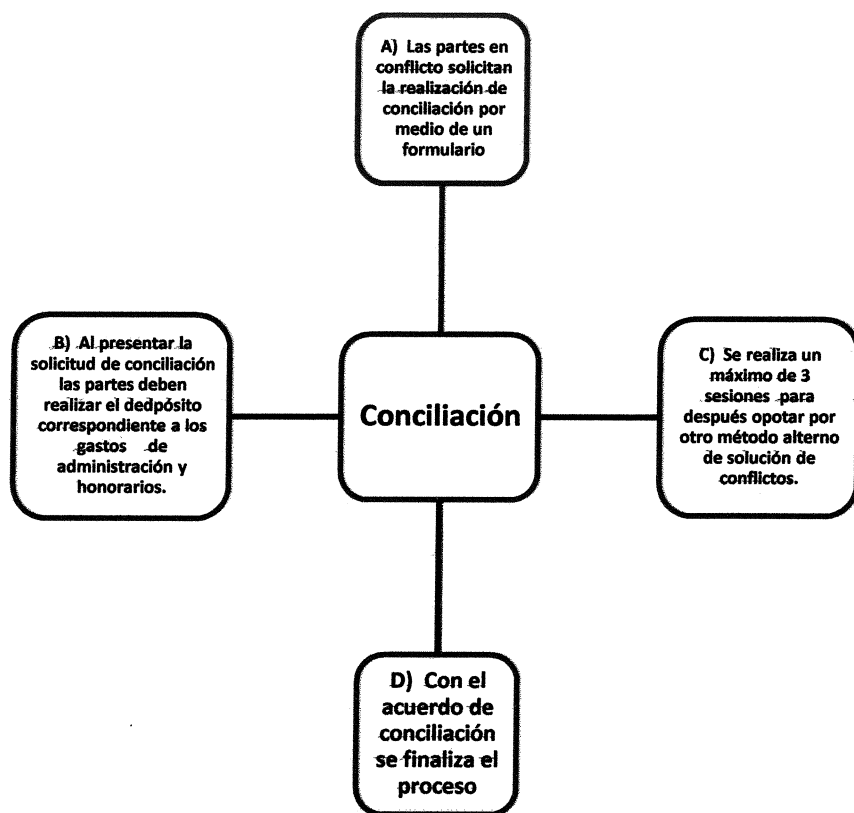 A) Las partes en
conflicto solicitan
la realización de
conciliación por
medio de un
formulario
B) Al presentar la
solicitud de conciliación
las partes deben
realizar el dedpósito
correspondiente a los
gastos de
administración y
honorarios.
Conciliación
C) Se realiza un
máximo de 3
sesiones para
después opotar por
otro método alterno
de solución de
conflictos.
D) Con el
acuerdo de
conciliación
se finaliza el
proceso